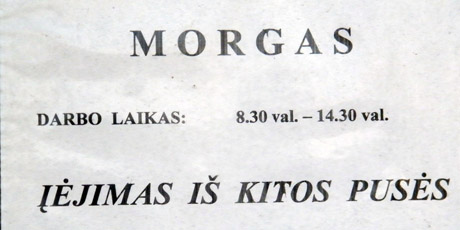 MORGAS
DARBO LAIKAS: 8.30 val. – 14.30 val.
ĮĖJIMAS IŠ KITOS PUSĖS